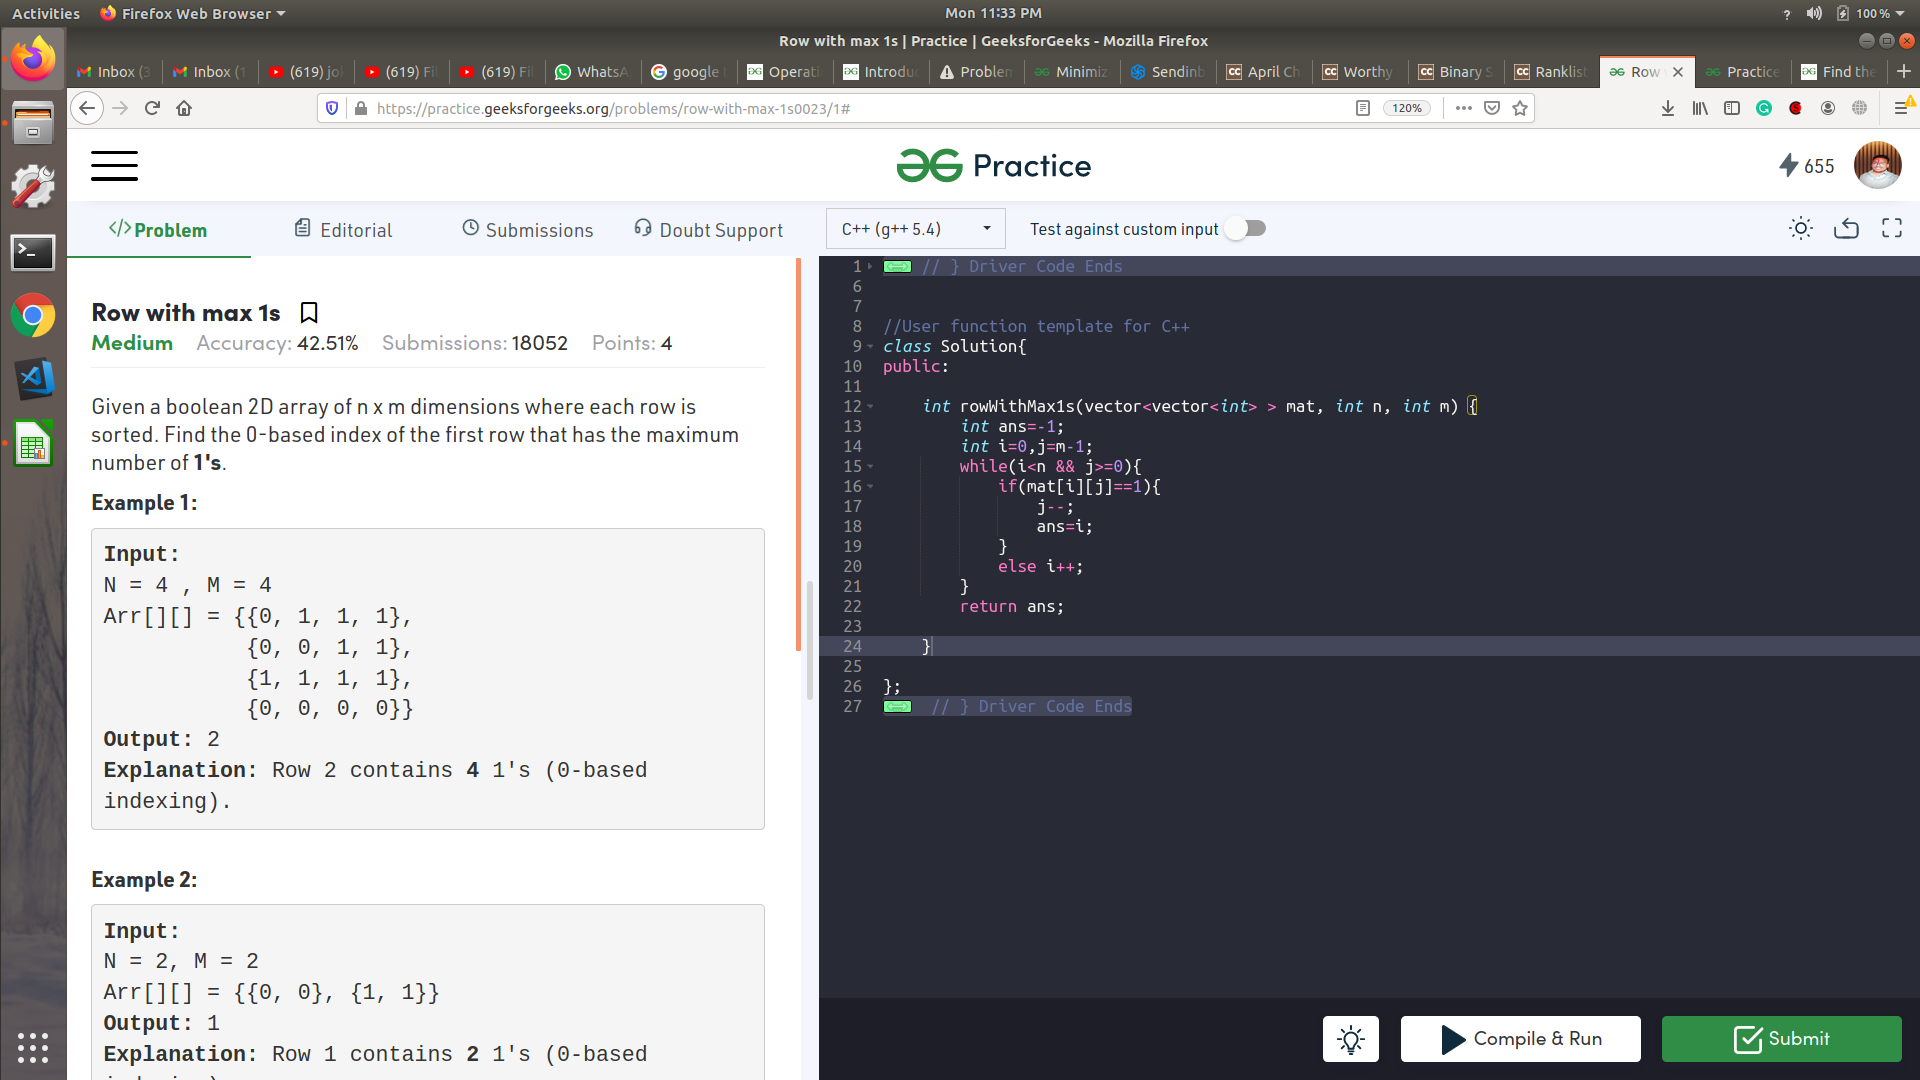 Activities Firefox Web Browser Mon 11:33 PM ? 100 %
Row with max 1s | Practice | GeeksforGeeks - Mozilla Firefox
Inbox (3 Inbox (1 (619) jo (619) Fi (619) Fi WhatsA google Operati Introdu Problem Minimiz Sendinb April Ch Worthy Binary S Ranklist Row Practice Find the
https://practice.geeksforgeeks.org/problems/row-with-max-1s0023/1# 120%
Practice 655
</>Problem Editorial Submissions Doubt Support C++ (g++ 5.4) Test against custom input
Row with max 1s
Medium Accuracy: 42.51% Submissions: 18052 Points: 4
Given a boolean 2D array of n x m dimensions where each row is
sorted. Find the 0-based index of the first row that has the maximum
number of 1's.
Example 1:
Input:
N = 4 , M = 4
Arr[][] = {{0, 1, 1, 1},
{0, 0, 1, 1},
{1, 1, 1, 1},
{0, 0, 0, 0}}
Output: 2
Explanation: Row 2 contains 4 1's (0-based
indexing).
Example 2:
Input:
N = 2, M = 2
Arr[][] = {{0, 0}, {1, 1}}
Output: 1
Explanation: Row 1 contains 2 1's (0-based
1 // } Driver Code Ends
6
7
8 //User function template for C++
9 class Solution{
10 public:
11
12 int rowWithMax1s(vector<vector<int> > mat, int n, int m) {
13 int ans=-1;
14 int i=0,j=m-1;
15 while(i<n && j>=0){
16 if(mat[i][j]==1){
17 j--;
18 ans=i;
19 }
20 else i++;
21 }
22 return ans;
23
24 }
25
26 };
27 // } Driver Code Ends
Compile & Run Submit